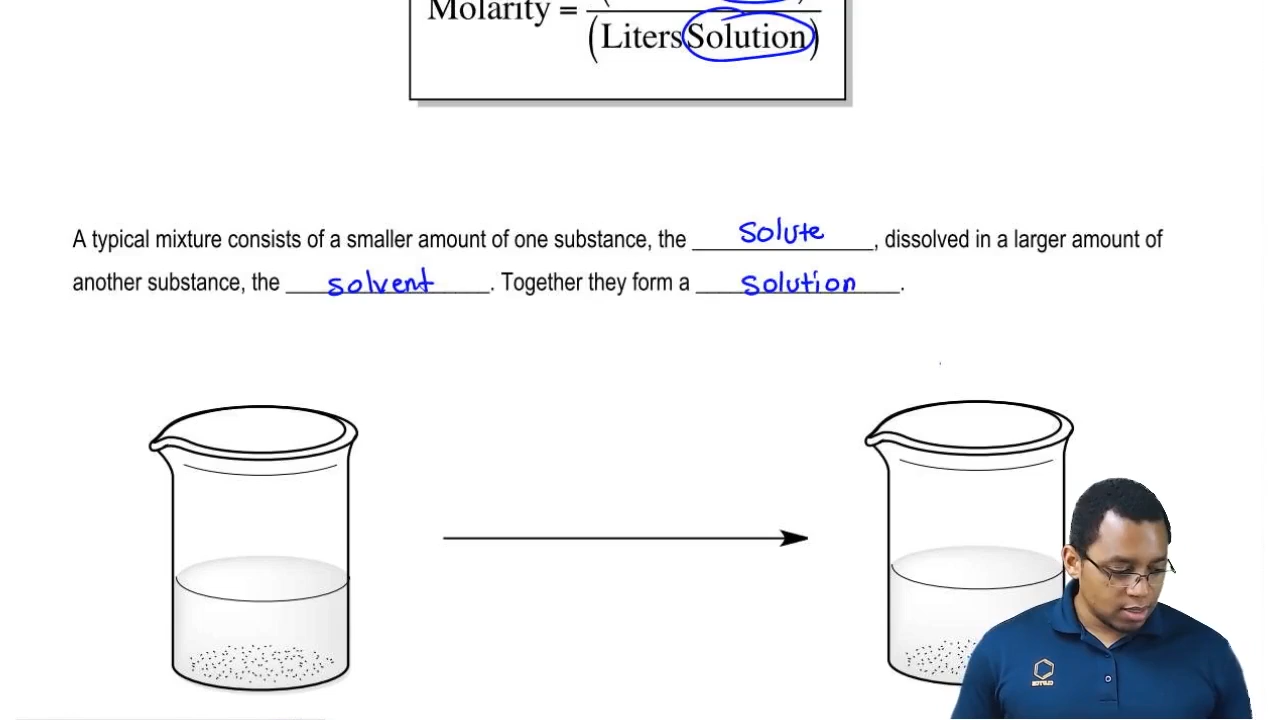 Molarity =
(Liters Solution)
A typical mixture consists of a smaller amount of one substance, the solute, dissolved in a larger amount of
another substance, the solvent. Together they form a solution.